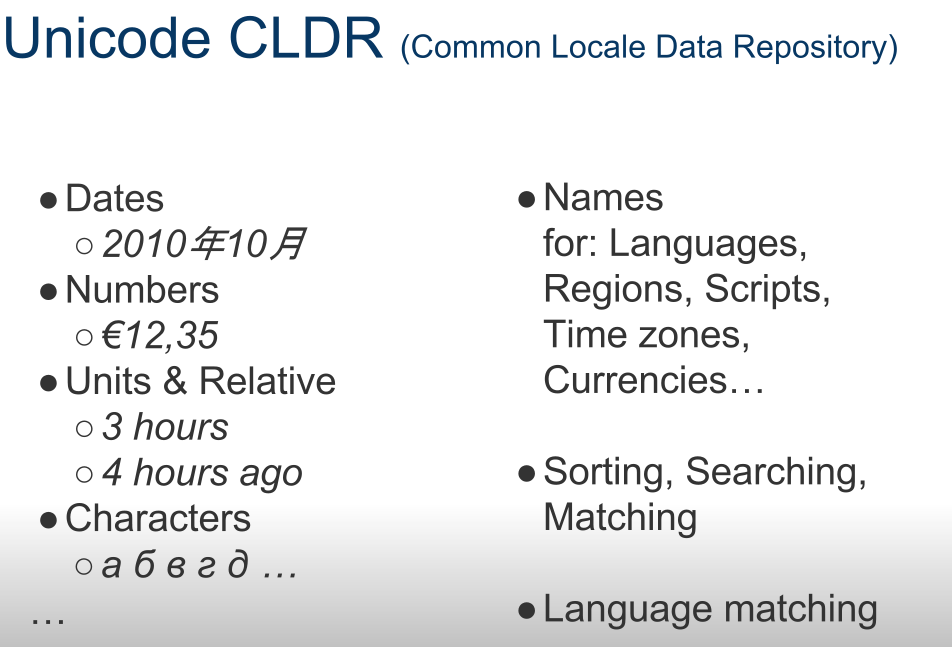 Unicode CLDR (Common Locale Data Repository)
● Dates
○ 2010年10月
● Numbers
○ €12,35
● Units & Relative
○ 3 hours
○ 4 hours ago
● Characters
○ а б в г д …
…
● Names
for: Languages,
Regions, Scripts,
Time zones,
Currencies…
● Sorting, Searching,
Matching
● Language matching